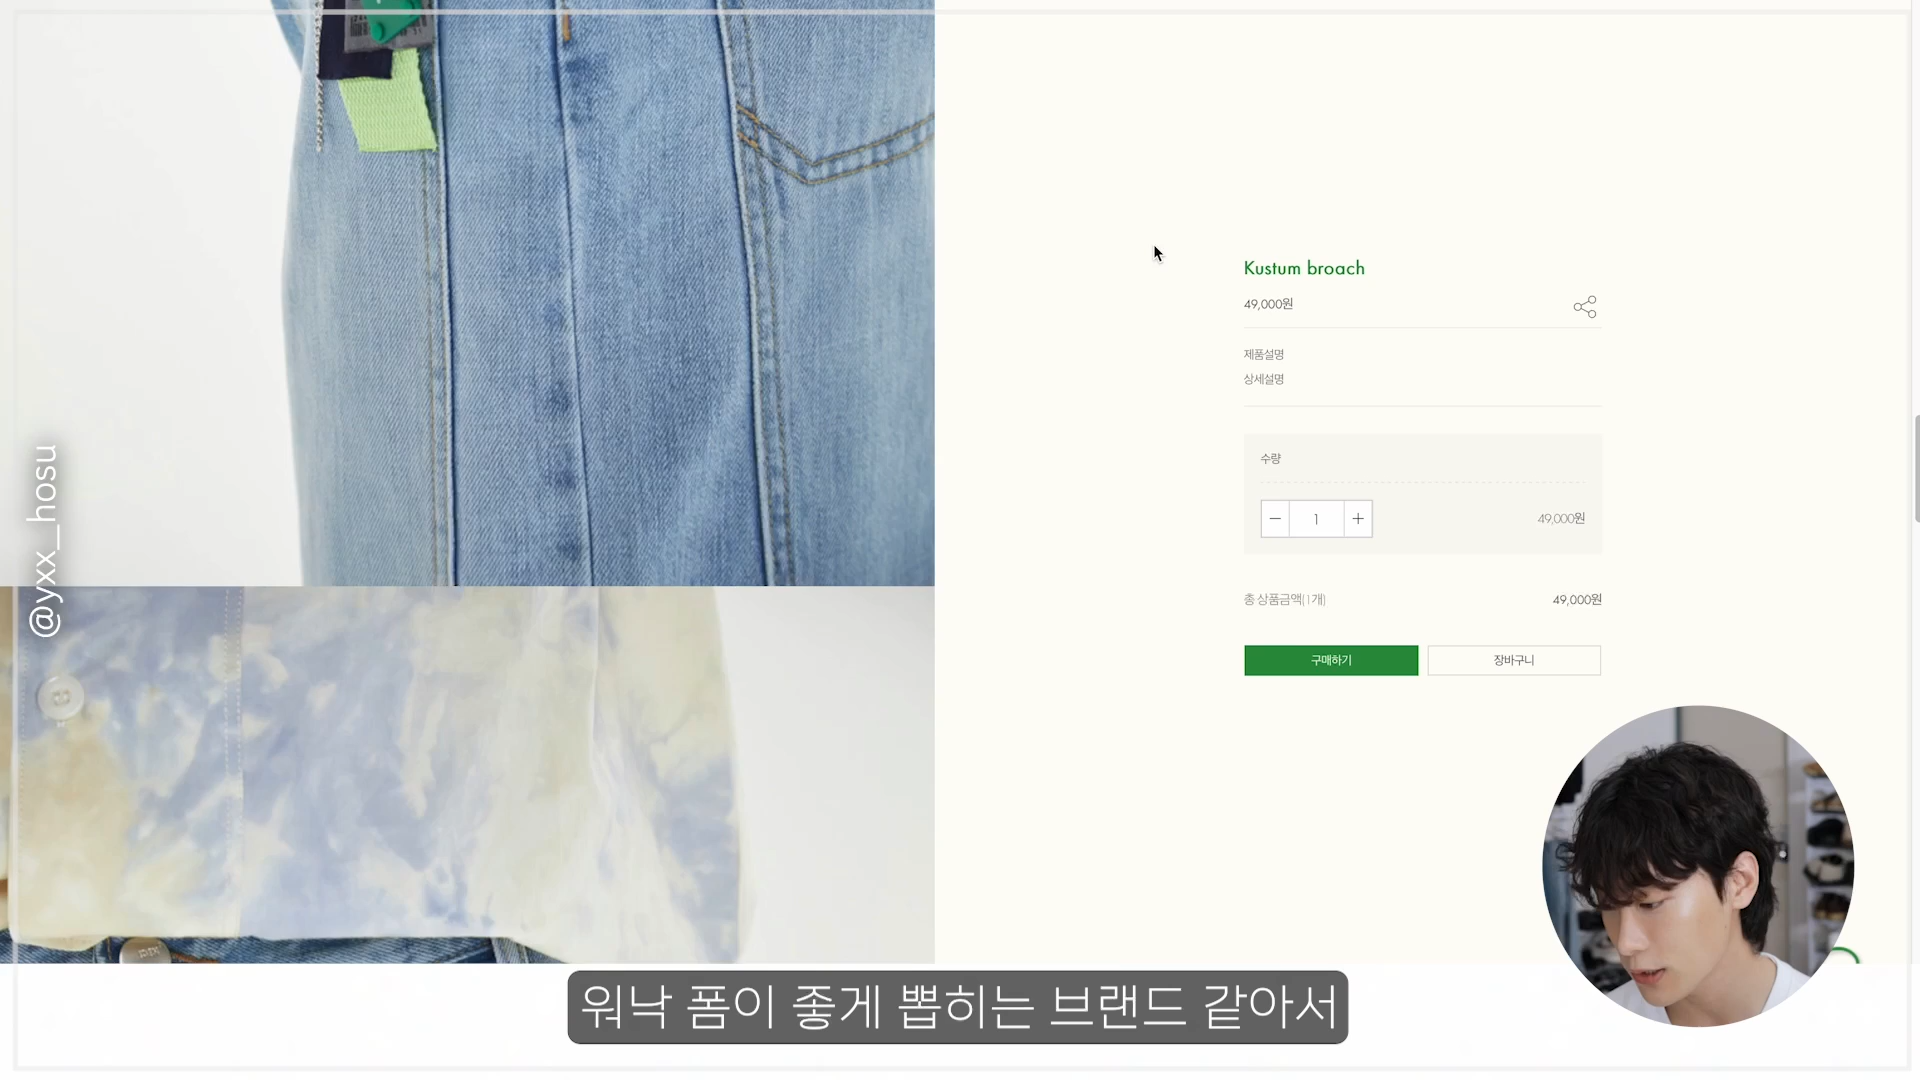 @yxx__hosu
Kustum broach
49,000원
제품설명
상세설명
수량
1
49,000원
총 상품금액(1개)
49,000원
구매하기
장바구니
워낙 폼이 좋게 뽑히는 브랜드 같아서